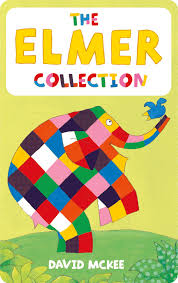 THE
ELMER
COLLECTION
DAVID MCKEE